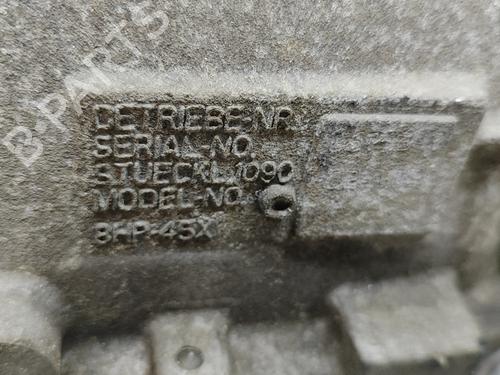 B-PARTS
GETRIEBE-NR
SERIAL-NO.
STUECKL. 1090
MODEL-NO.
8HP-45X